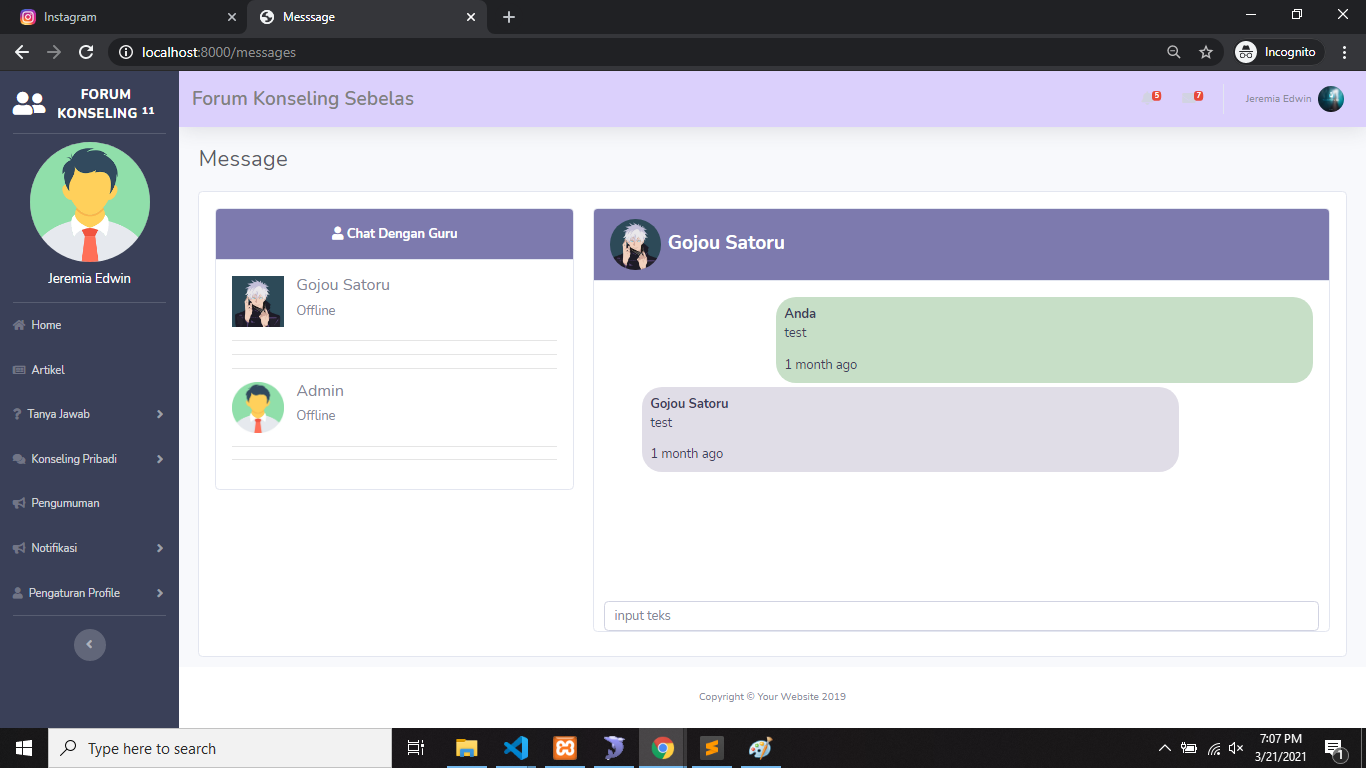 Instagram
Messsage
localhost:8000/messages
Incognito
FORUM
KONSELING 11
Jeremia Edwin
Home
Artikel
Tanya Jawab
Konseling Pribadi
Pengumuman
Notifikasi
Pengaturan Profile
Forum Konseling Sebelas
5
7
Jeremia Edwin
Message
Chat Dengan Guru
Gojou Satoru
Offline
Admin
Offline
Gojou Satoru
Anda
test
1 month ago
Gojou Satoru
test
1 month ago
input teks
Copyright © Your Website 2019
Type here to search
7:07 PM
3/21/2021
1